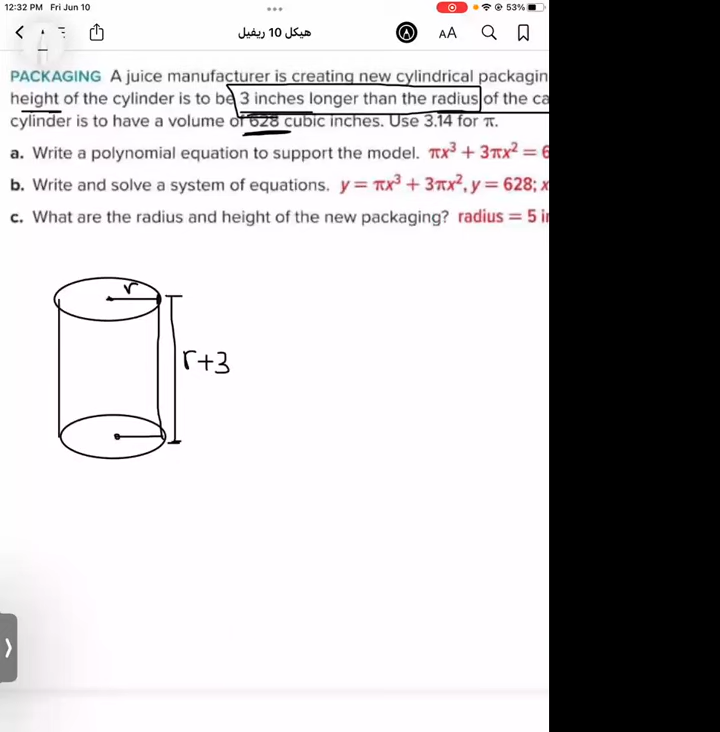 12:32 PM Fri Jun 10
53%
هيكل 10 ريفيل
AA
PACKAGING A juice manufacturer is creating new cylindrical packagin
height of the cylinder is to be 3 inches longer than the radius of the ca
cylinder is to have a volume of 628 cubic inches. Use 3.14 for π.
a. Write a polynomial equation to support the model. πx³ + 3πx² = 6
b. Write and solve a system of equations. y = πx³ + 3πx², y = 628; x
c. What are the radius and height of the new packaging? radius = 5 in
r
r+3